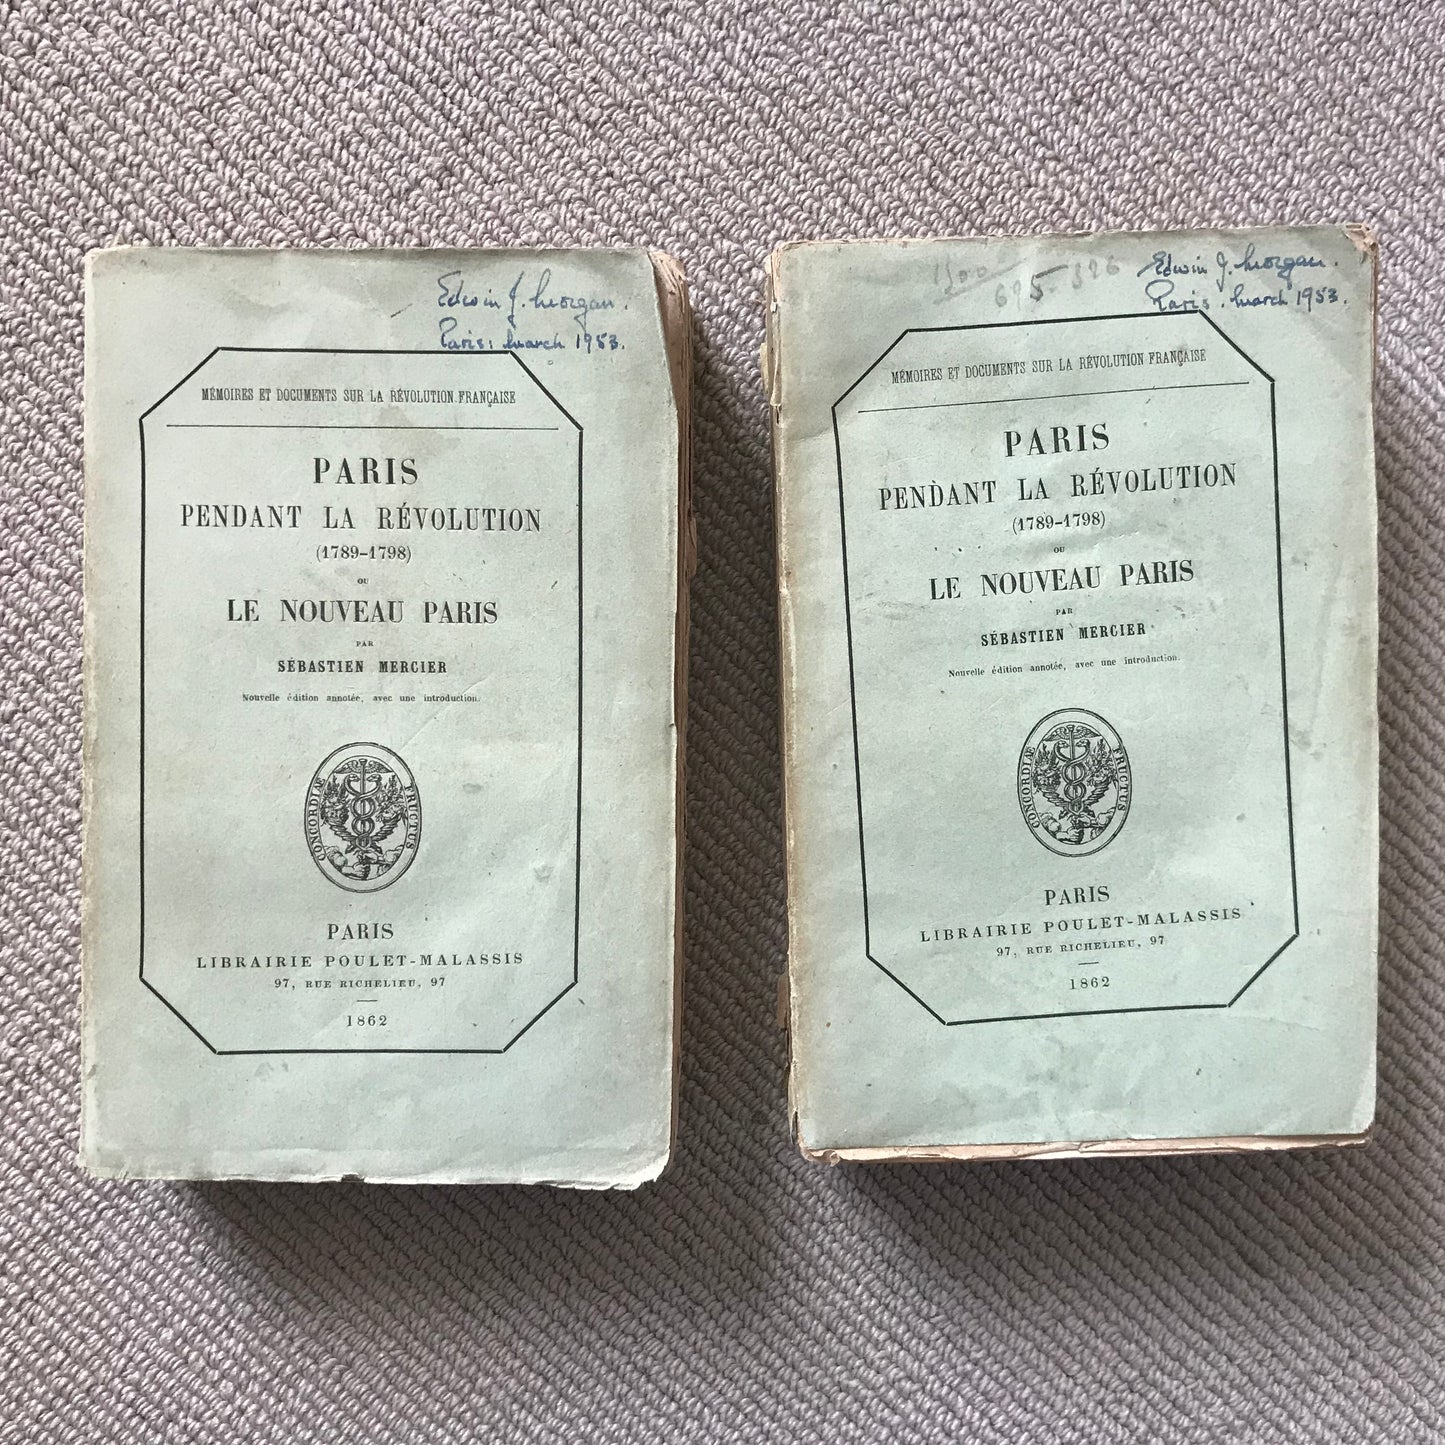 Edwin J. Morgan.
Paris: March 1953.
MÉMOIRES ET DOCUMENTS SUR LA RÉVOLUTION FRANÇAISE
PARIS
PENDANT LA RÉVOLUTION
(1789-1798)
OU
LE NOUVEAU PARIS
PAR
SÉBASTIEN MERCIER
Nouvelle édition annotée, avec une introduction.
CONCORDIÆ FRUCTUS
PARIS
LIBRAIRIE POULET-MALASSIS
97, RUE RICHELIEU, 97
1862
1500
695-826
Edwin J. Morgan.
Paris. March 1953.
MÉMOIRES ET DOCUMENTS SUR LA RÉVOLUTION FRANÇAISE
PARIS
PENDANT LA RÉVOLUTION
(1789-1798)
OU
LE NOUVEAU PARIS
PAR
SÉBASTIEN MERCIER
Nouvelle édition annotée, avec une introduction.
CONCORDIÆ FRUCTUS
PARIS
LIBRAIRIE POULET-MALASSIS
97, RUE RICHELIEU, 97
1862